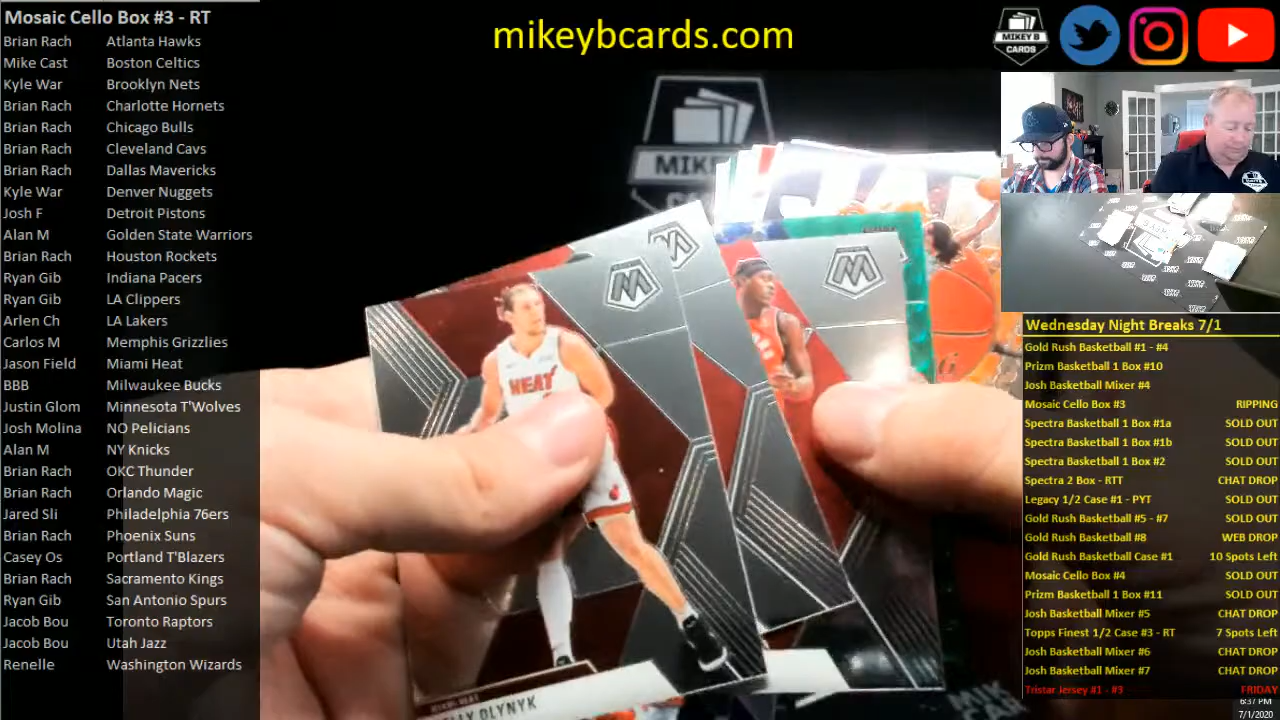 Mosaic Cello Box #3 - RT
Brian Rach Atlanta Hawks
Mike Cast Boston Celtics
Kyle War Brooklyn Nets
Brian Rach Charlotte Hornets
Brian Rach Chicago Bulls
Brian Rach Cleveland Cavs
Brian Rach Dallas Mavericks
Kyle War Denver Nuggets
Josh F Detroit Pistons
Alan M Golden State Warriors
Brian Rach Houston Rockets
Ryan Gib Indiana Pacers
Ryan Gib LA Clippers
Arlen Ch LA Lakers
Carlos M Memphis Grizzlies
Jason Field Miami Heat
BBB Milwaukee Bucks
Justin Glom Minnesota T'Wolves
Josh Molina NO Pelicians
Alan M NY Knicks
Brian Rach OKC Thunder
Brian Rach Orlando Magic
Jared Sli Philadelphia 76ers
Brian Rach Phoenix Suns
Casey Os Portland T'Blazers
Brian Rach Sacramento Kings
Ryan Gib San Antonio Spurs
Jacob Bou Toronto Raptors
Jacob Bou Utah Jazz
Renelle Washington Wizards
mikeybcards.com
MIKEY B
CARDS
HEAT
OLYNYK
Wednesday Night Breaks 7/1
Gold Rush Basketball #1 - #4
Prizm Basketball 1 Box #10
Josh Basketball Mixer #4
Mosaic Cello Box #3 RIPPING
Spectra Basketball 1 Box #1a SOLD OUT
Spectra Basketball 1 Box #1b SOLD OUT
Spectra Basketball 1 Box #2 SOLD OUT
Spectra 2 Box - RTT CHAT DROP
Legacy 1/2 Case #1 - PYT SOLD OUT
Gold Rush Basketball #5 - #7 SOLD OUT
Gold Rush Basketball #8 WEB DROP
Gold Rush Basketball Case #1 10 Spots Left
Mosaic Cello Box #4 SOLD OUT
Prizm Basketball 1 Box #11 SOLD OUT
Josh Basketball Mixer #5 CHAT DROP
Topps Finest 1/2 Case #3 - RT 7 Spots Left
Josh Basketball Mixer #6 CHAT DROP
Josh Basketball Mixer #7 CHAT DROP
Tristar Jersey #1 - #3 FRIDAY
6:37 PM
7/1/2020